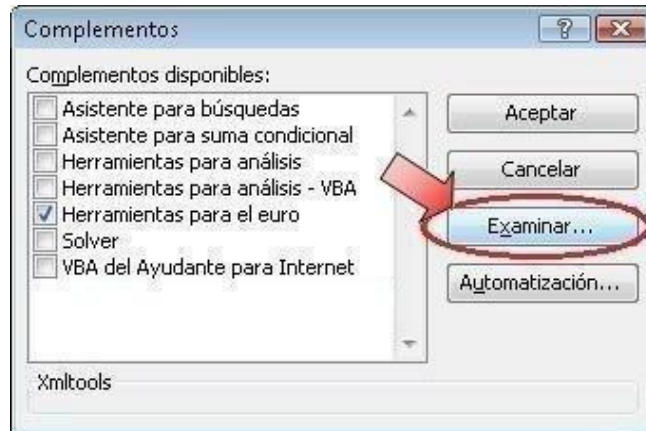 Complementos
Complementos disponibles:
Asistente para búsquedas
Asistente para suma condicional
Herramientas para análisis
Herramientas para análisis - VBA
Herramientas para el euro
Solver
VBA del Ayudante para Internet
Aceptar
Cancelar
Examinar...
Automatización...
Xmltools